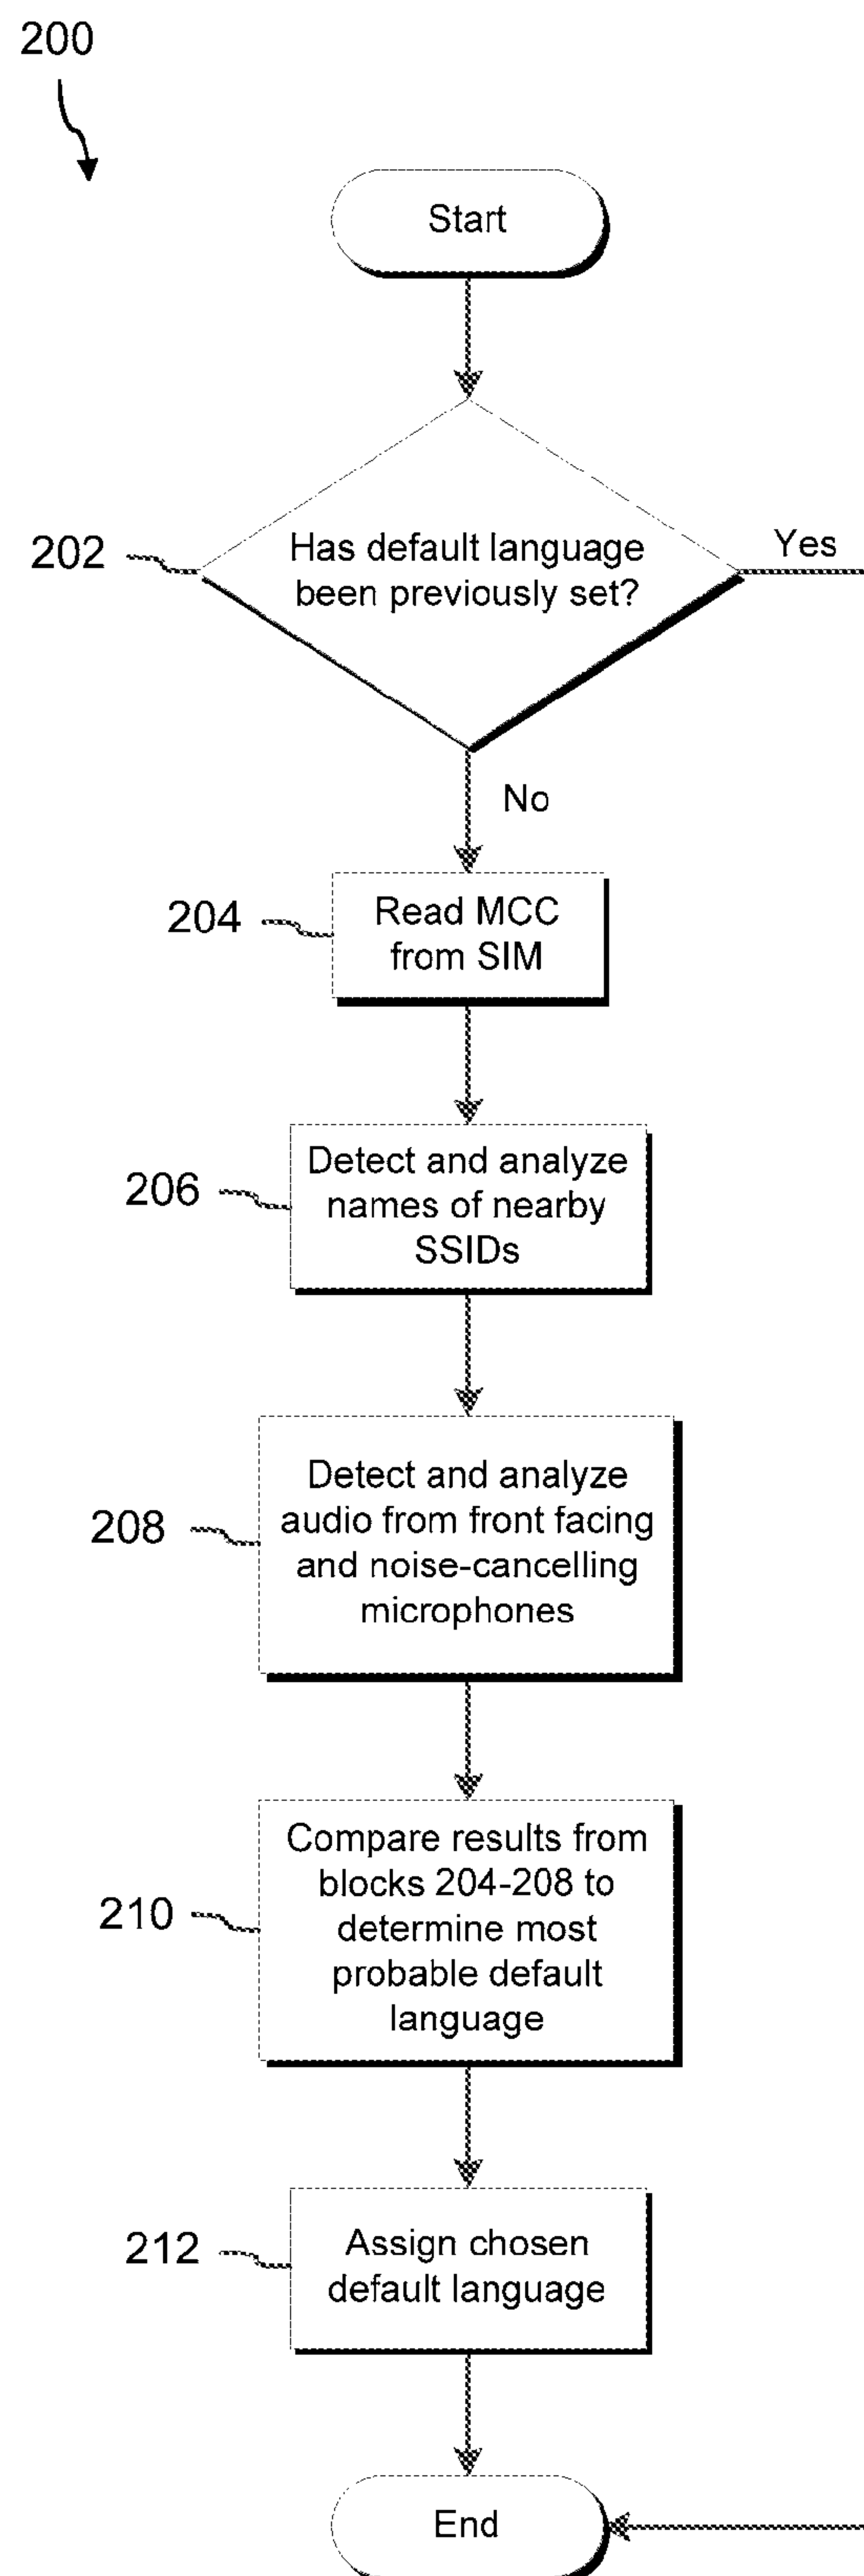 200
Start
202
Has default language
been previously set?
Yes
No
204
Read MCC
from SIM
206
Detect and analyze
names of nearby
SSIDs
208
Detect and analyze
audio from front facing
and noise-cancelling
microphones
210
Compare results from
blocks 204-208 to
determine most
probable default
language
212
Assign chosen
default language
End